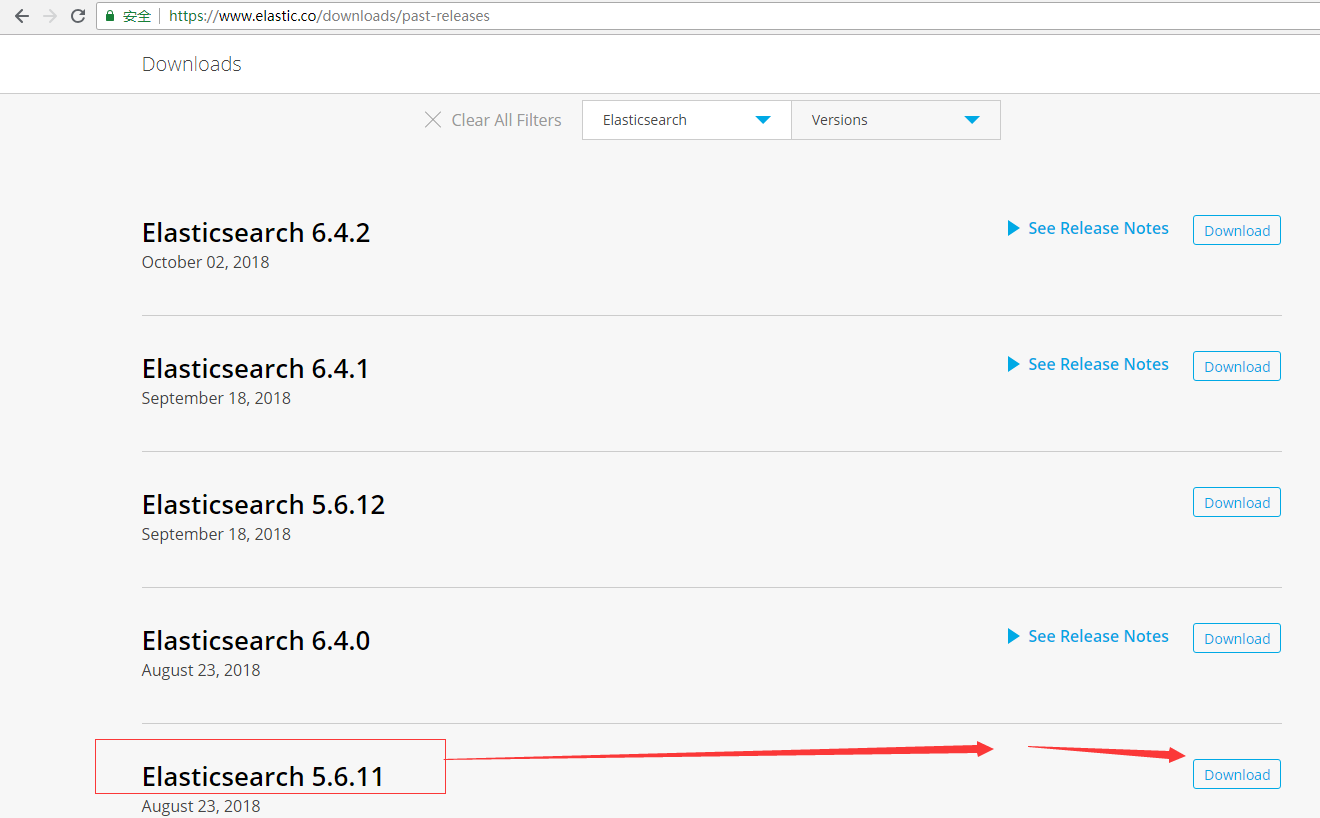 安全 https://www.elastic.co/downloads/past-releases
Downloads
Clear All Filters Elasticsearch Versions
Elasticsearch 6.4.2 See Release Notes Download
October 02, 2018
Elasticsearch 6.4.1 See Release Notes Download
September 18, 2018
Elasticsearch 5.6.12 Download
September 18, 2018
Elasticsearch 6.4.0 See Release Notes Download
August 23, 2018
Elasticsearch 5.6.11 Download
August 23, 2018